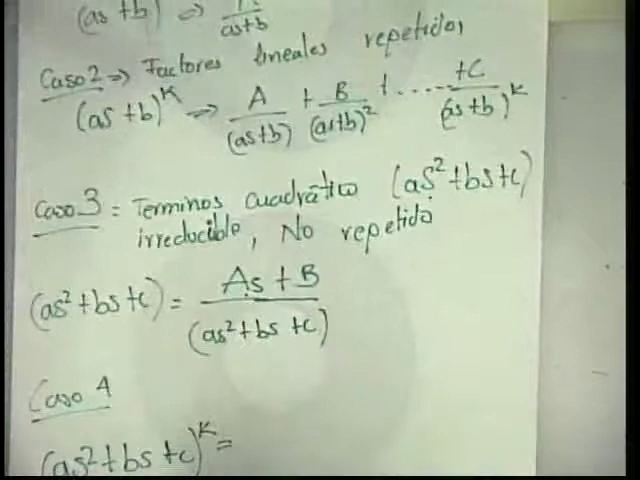 (as+b) ⇒ A/(as+b)
Caso 2 ⇒ Factores lineales repetidos
(as+b)^K ⇒ A/(as+b) + B/(as+b)^2 + ..... +C/(as+b)^K
Caso 3 = Terminos cuadrático (as^2+bs+c)
irreducible, No repetido
(as^2+bs+c) = As+B/(as^2+bs+c)
Caso 4
(as^2+bs+c)^K =